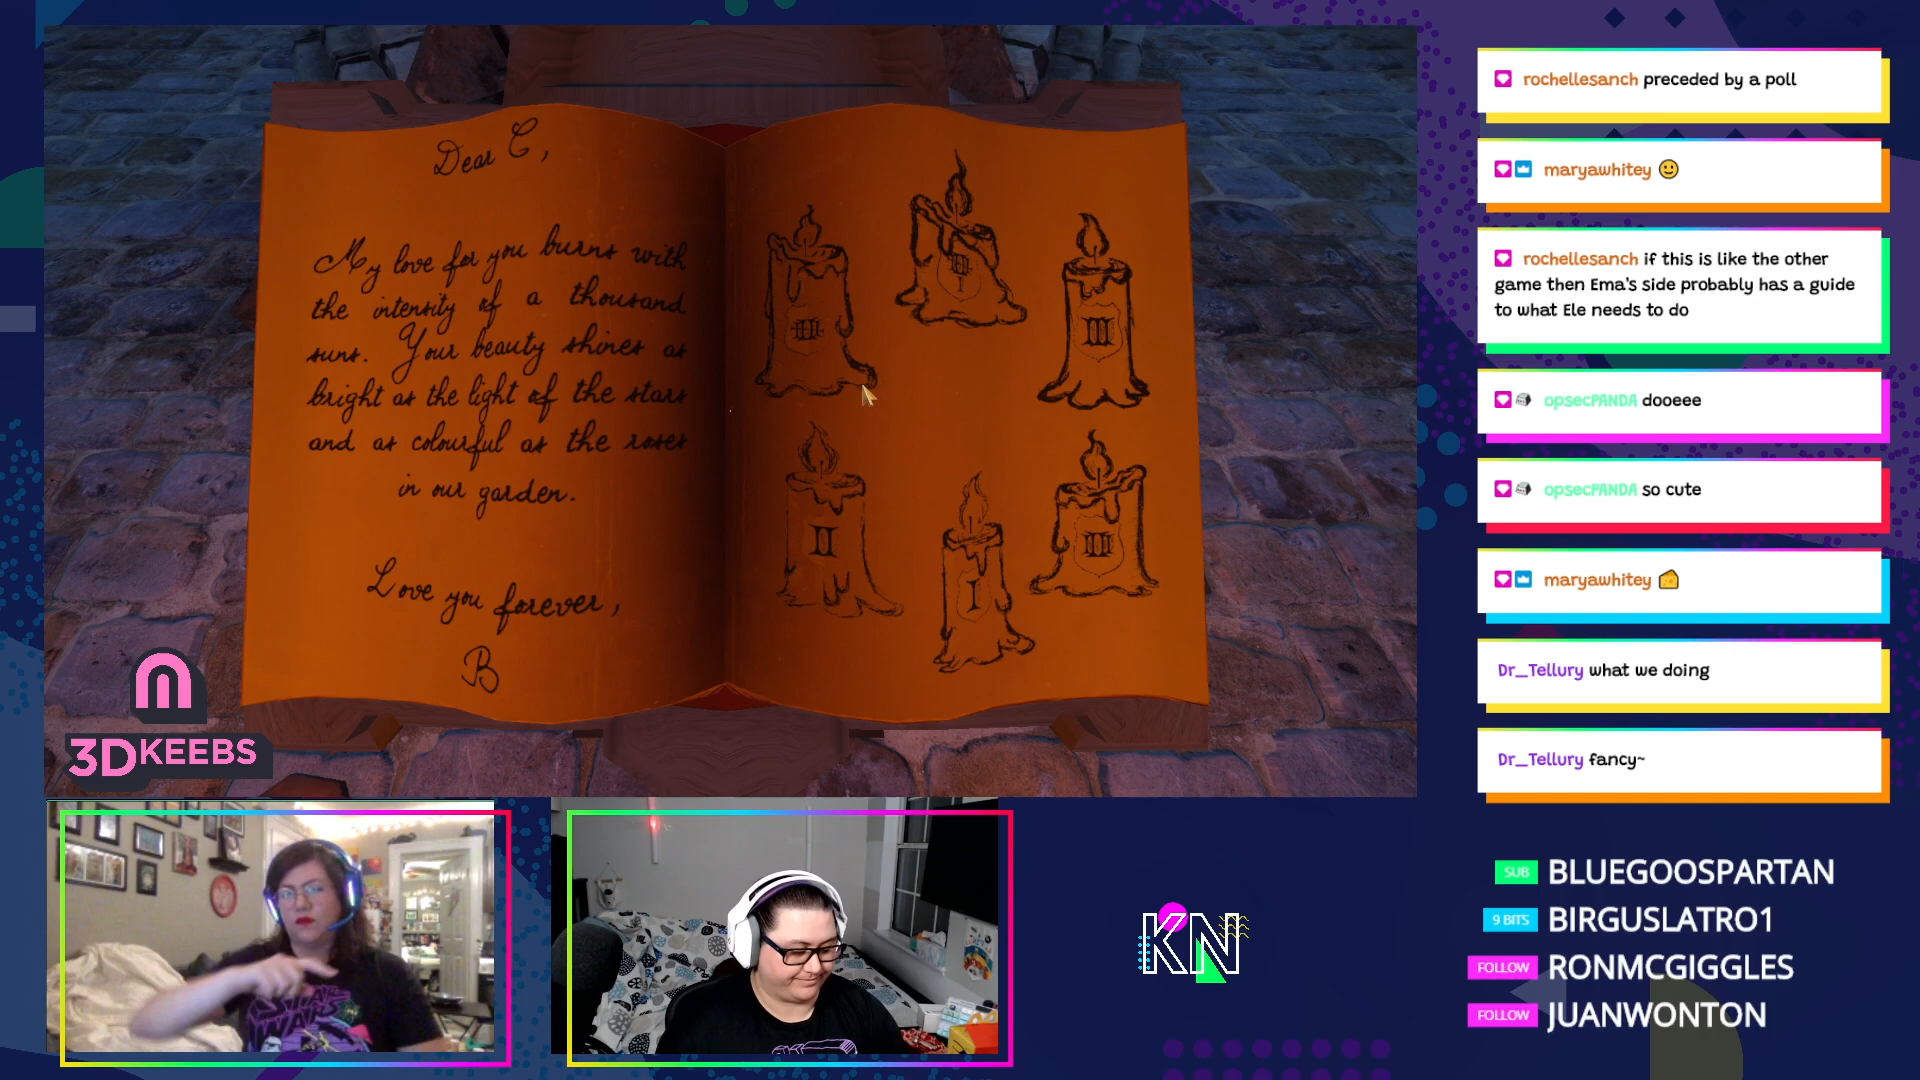 Dear C,
My love for you burns with
the intensity of a thousand
suns. Your beauty shines as
bright as the light of the stars
and as colourful as the roses
in our garden.
Love you forever,
B
III
II
I
III
3DKEEBS
rochellesanch preceded by a poll
maryawhitey
rochellesanch if this is like the other
game then Ema's side probably has a guide
to what Ele needs to do
opsecPANDA dooeee
opsecPANDA so cute
maryawhitey
Dr_Tellury what we doing
Dr_Tellury fancy~
STAR
WARS
KN
SUB BLUEGOOSPARTAN
9 BITS BIRGUSLATRO1
FOLLOW RONMCGIGGLES
FOLLOW JUANWONTON